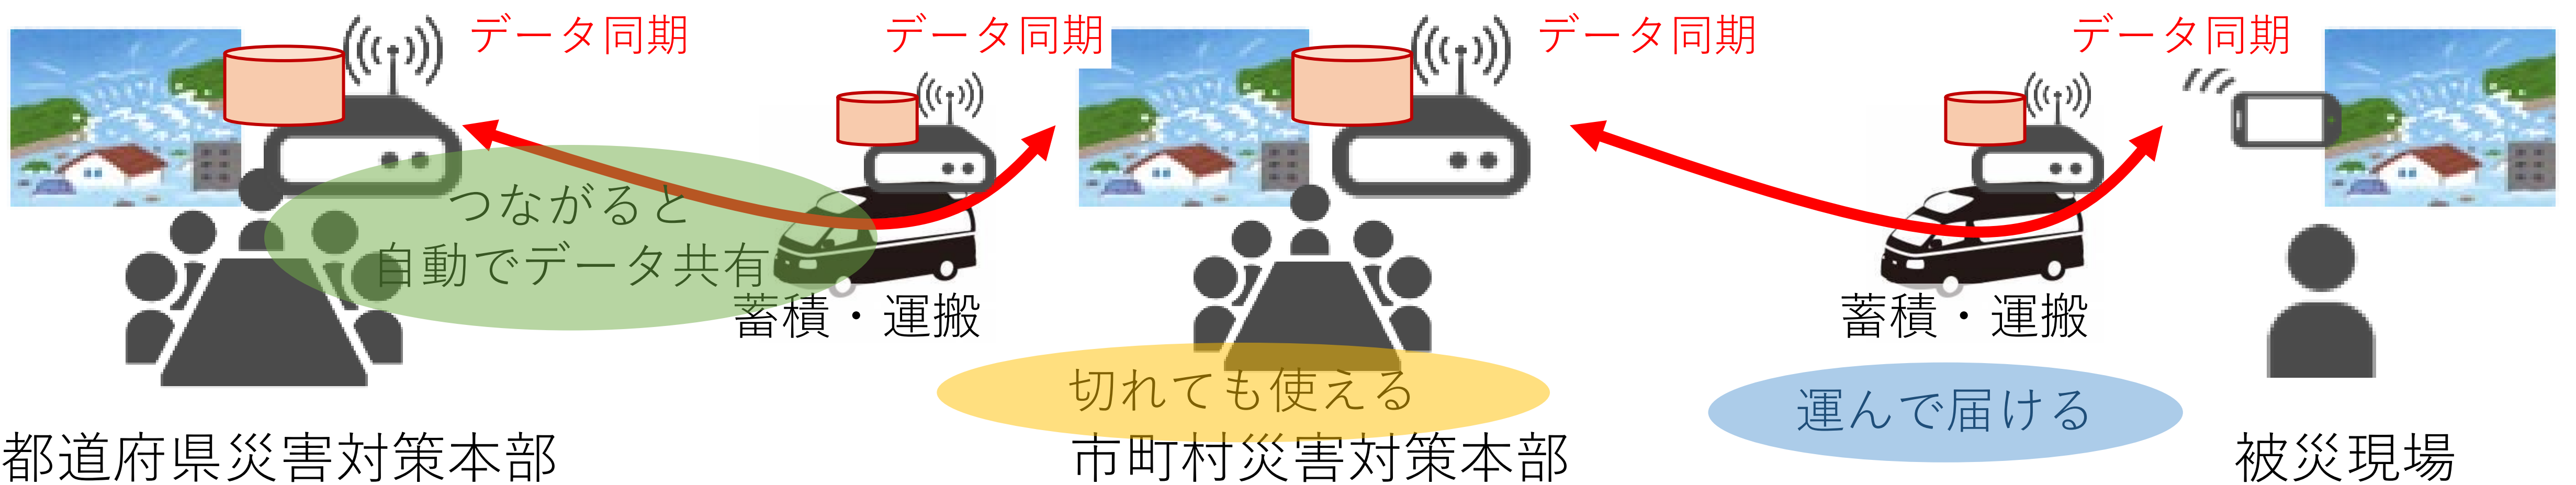 データ同期
データ同期
データ同期
データ同期
つながると
自動でデータ共有
蓄積・運搬
蓄積・運搬
切れても使える
運んで届ける
都道府県災害対策本部
市町村災害対策本部
被災現場